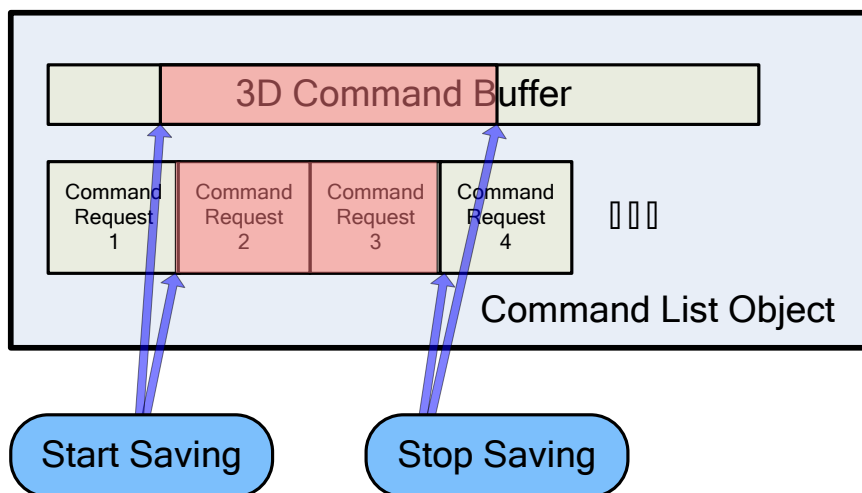 3D Command Buffer
Command
Request
1
Command
Request
2
Command
Request
3
Command
Request
4
Command List Object
Start Saving
Stop Saving